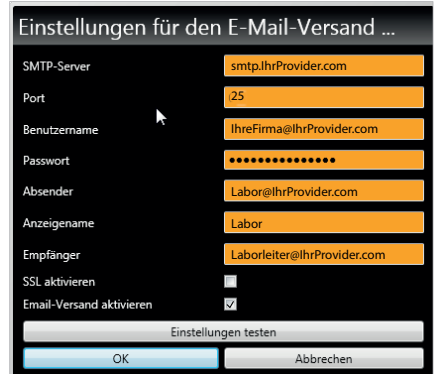 Einstellungen für den E-Mail-Versand ...
SMTP-Server smtp.IhrProvider.com
Port 25
Benutzername IhreFirma@IhrProvider.com
Passwort ●●●●●●●●●●●●●●●
Absender Labor@IhrProvider.com
Anzeigename Labor
Empfänger Laborleiter@IhrProvider.com
SSL aktivieren
Email-Versand aktivieren
Einstellungen testen
OK Abbrechen